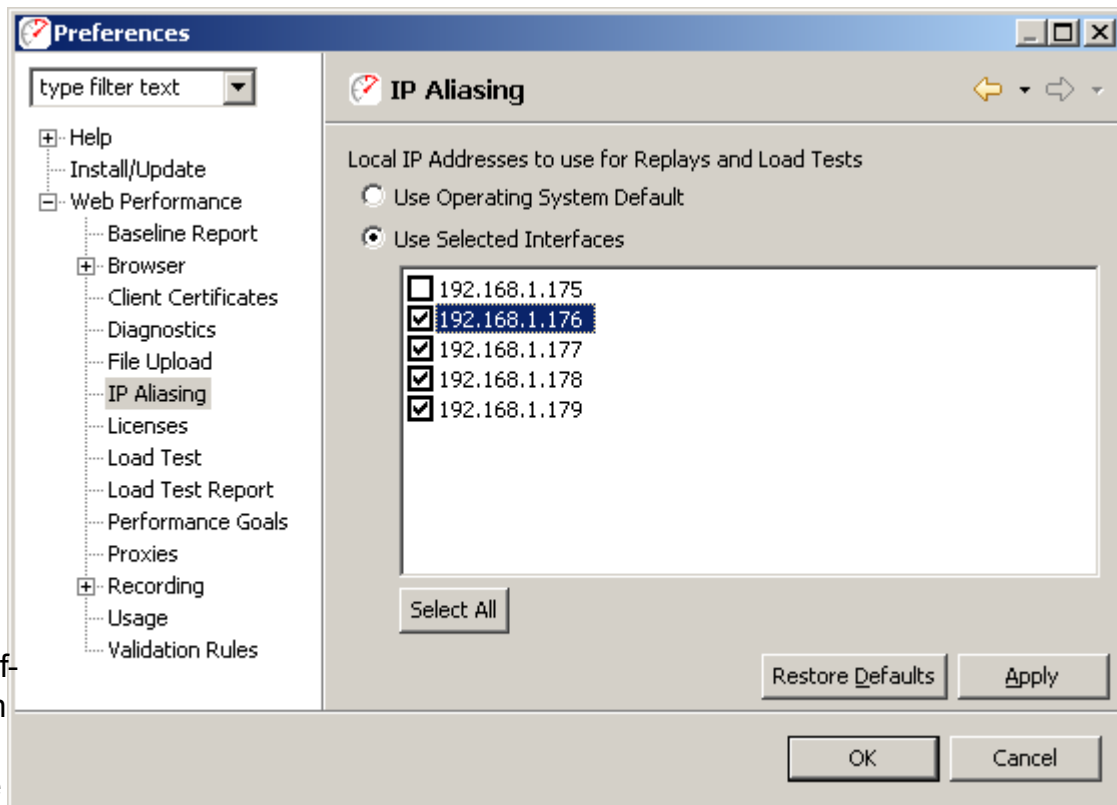 Preferences
type filter text
Help
Install/Update
Web Performance
Baseline Report
Browser
Client Certificates
Diagnostics
File Upload
IP Aliasing
Licenses
Load Test
Load Test Report
Performance Goals
Proxies
Recording
Usage
Validation Rules
IP Aliasing
Local IP Addresses to use for Replays and Load Tests
Use Operating System Default
Use Selected Interfaces
192.168.1.175
192.168.1.176
192.168.1.177
192.168.1.178
192.168.1.179
Select All
Restore Defaults
Apply
OK
Cancel